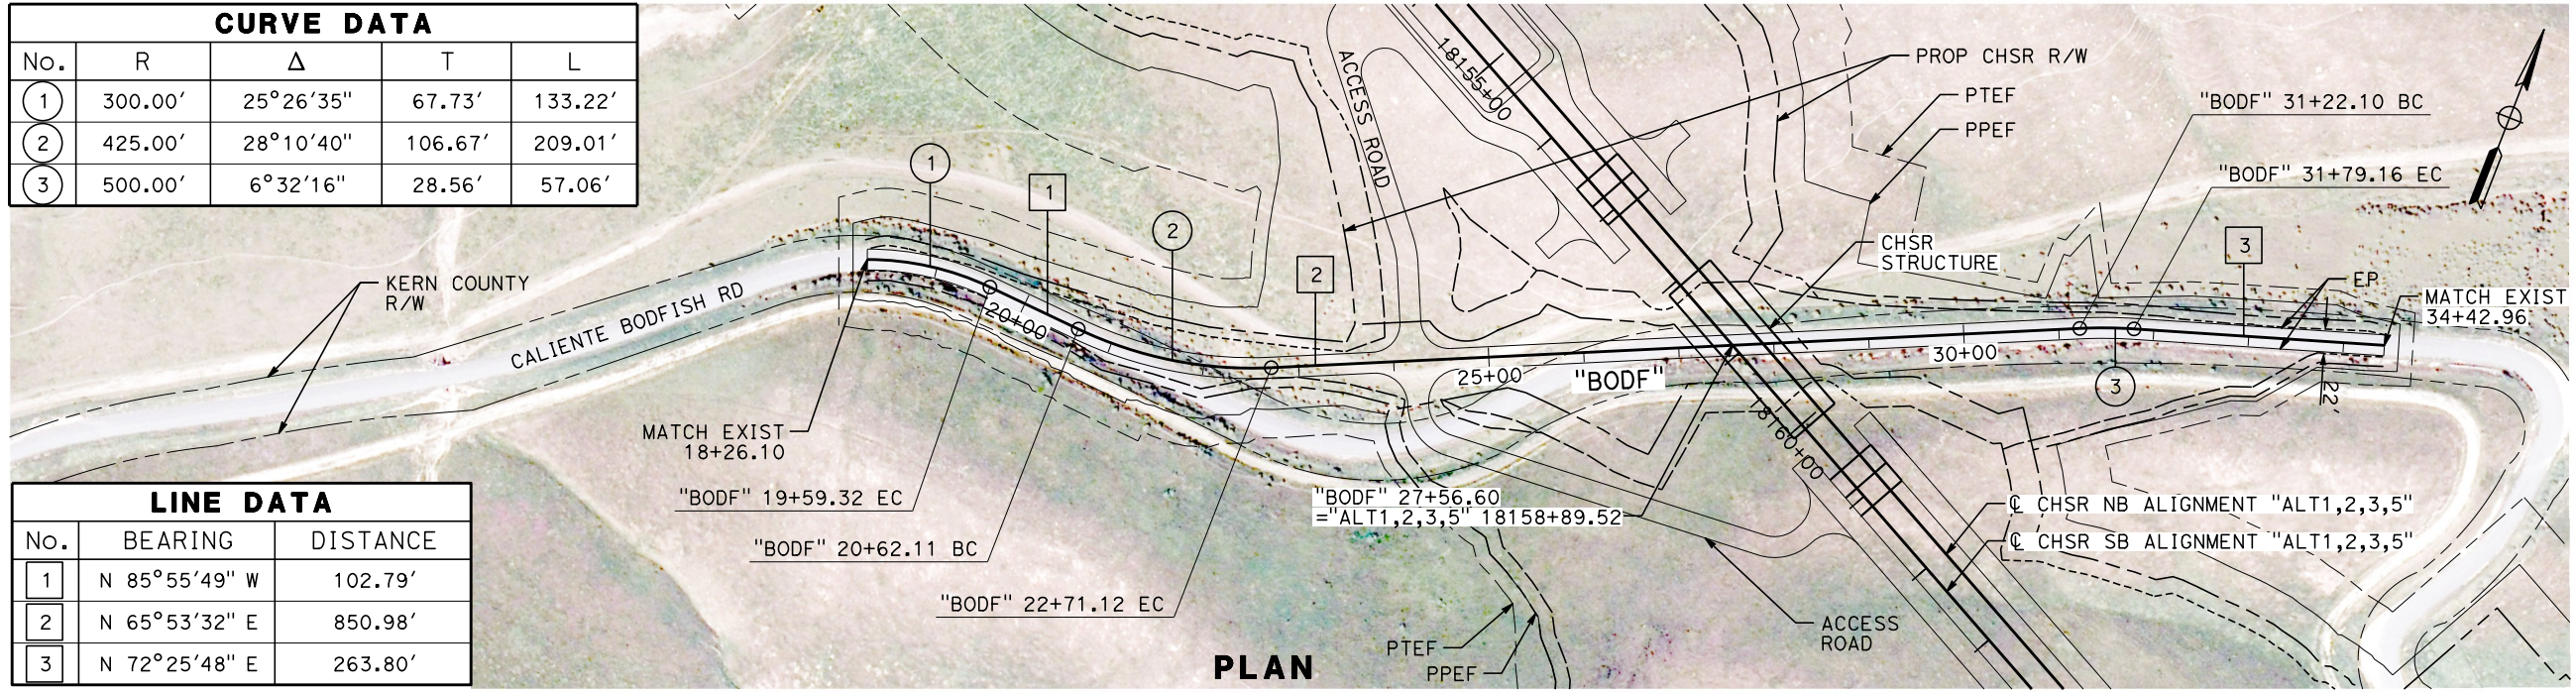 CURVE DATA
No. R Δ T L
1 300.00' 25°26'35" 67.73' 133.22'
2 425.00' 28°10'40" 106.67' 209.01'
3 500.00' 6°32'16" 28.56' 57.06'
ACCESS ROAD
18155+00
PROP CHSR R/W
PTEF
PPEF
"BODF" 31+22.10 BC
"BODF" 31+79.16 EC
1
1
2
2
3
CHSR
STRUCTURE
EP
MATCH EXIST
34+42.96
KERN COUNTY
R/W
CALIENTE BODFISH RD
20+00
25+00
"BODF"
30+00
3
22'
MATCH EXIST
18+26.10
18160+00
"BODF" 19+59.32 EC
"BODF" 20+62.11 BC
"BODF" 22+71.12 EC
"BODF" 27+56.60
="ALT1,2,3,5" 18158+89.52
℄ CHSR NB ALIGNMENT "ALT1,2,3,5"
℄ CHSR SB ALIGNMENT "ALT1,2,3,5"
ACCESS
ROAD
PTEF
PPEF
LINE DATA
No. BEARING DISTANCE
1 N 85°55'49" W 102.79'
2 N 65°53'32" E 850.98'
3 N 72°25'48" E 263.80'
PLAN